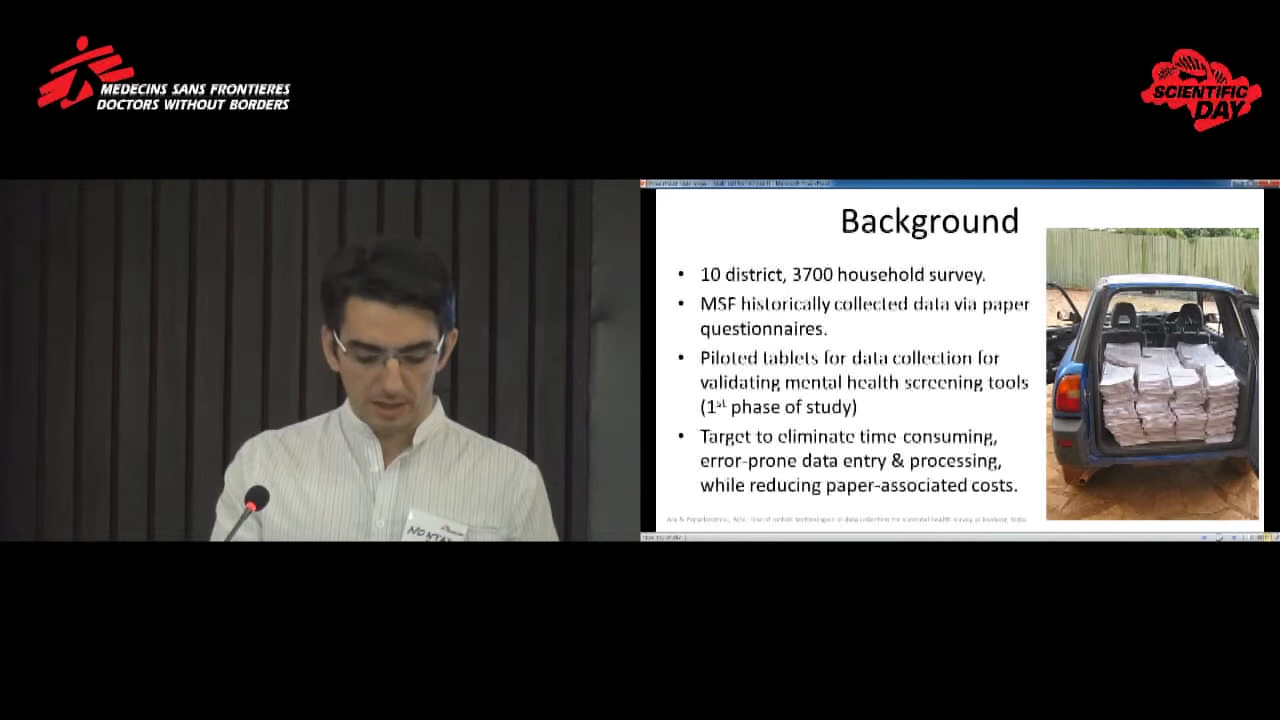 MEDECINS SANS FRONTIERES
DOCTORS WITHOUT BORDERS
SCIENTIFIC
DAY
Background
• 10 district, 3700 household survey.
• MSF historically collected data via paper
questionnaires.
• Piloted tablets for data collection for
validating mental health screening tools
(1st phase of study)
• Target to eliminate time-consuming,
error-prone data entry & processing,
while reducing paper-associated costs.